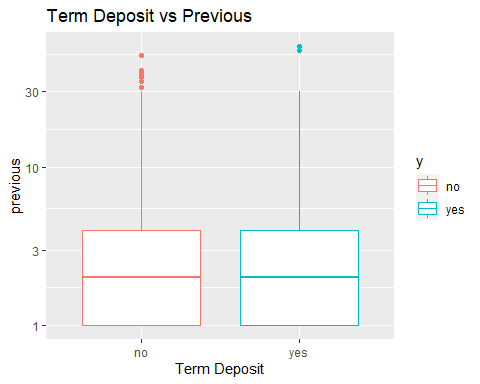 Term Deposit vs Previous
previous
30
10
3
1
no
yes
Term Deposit
y
no
yes